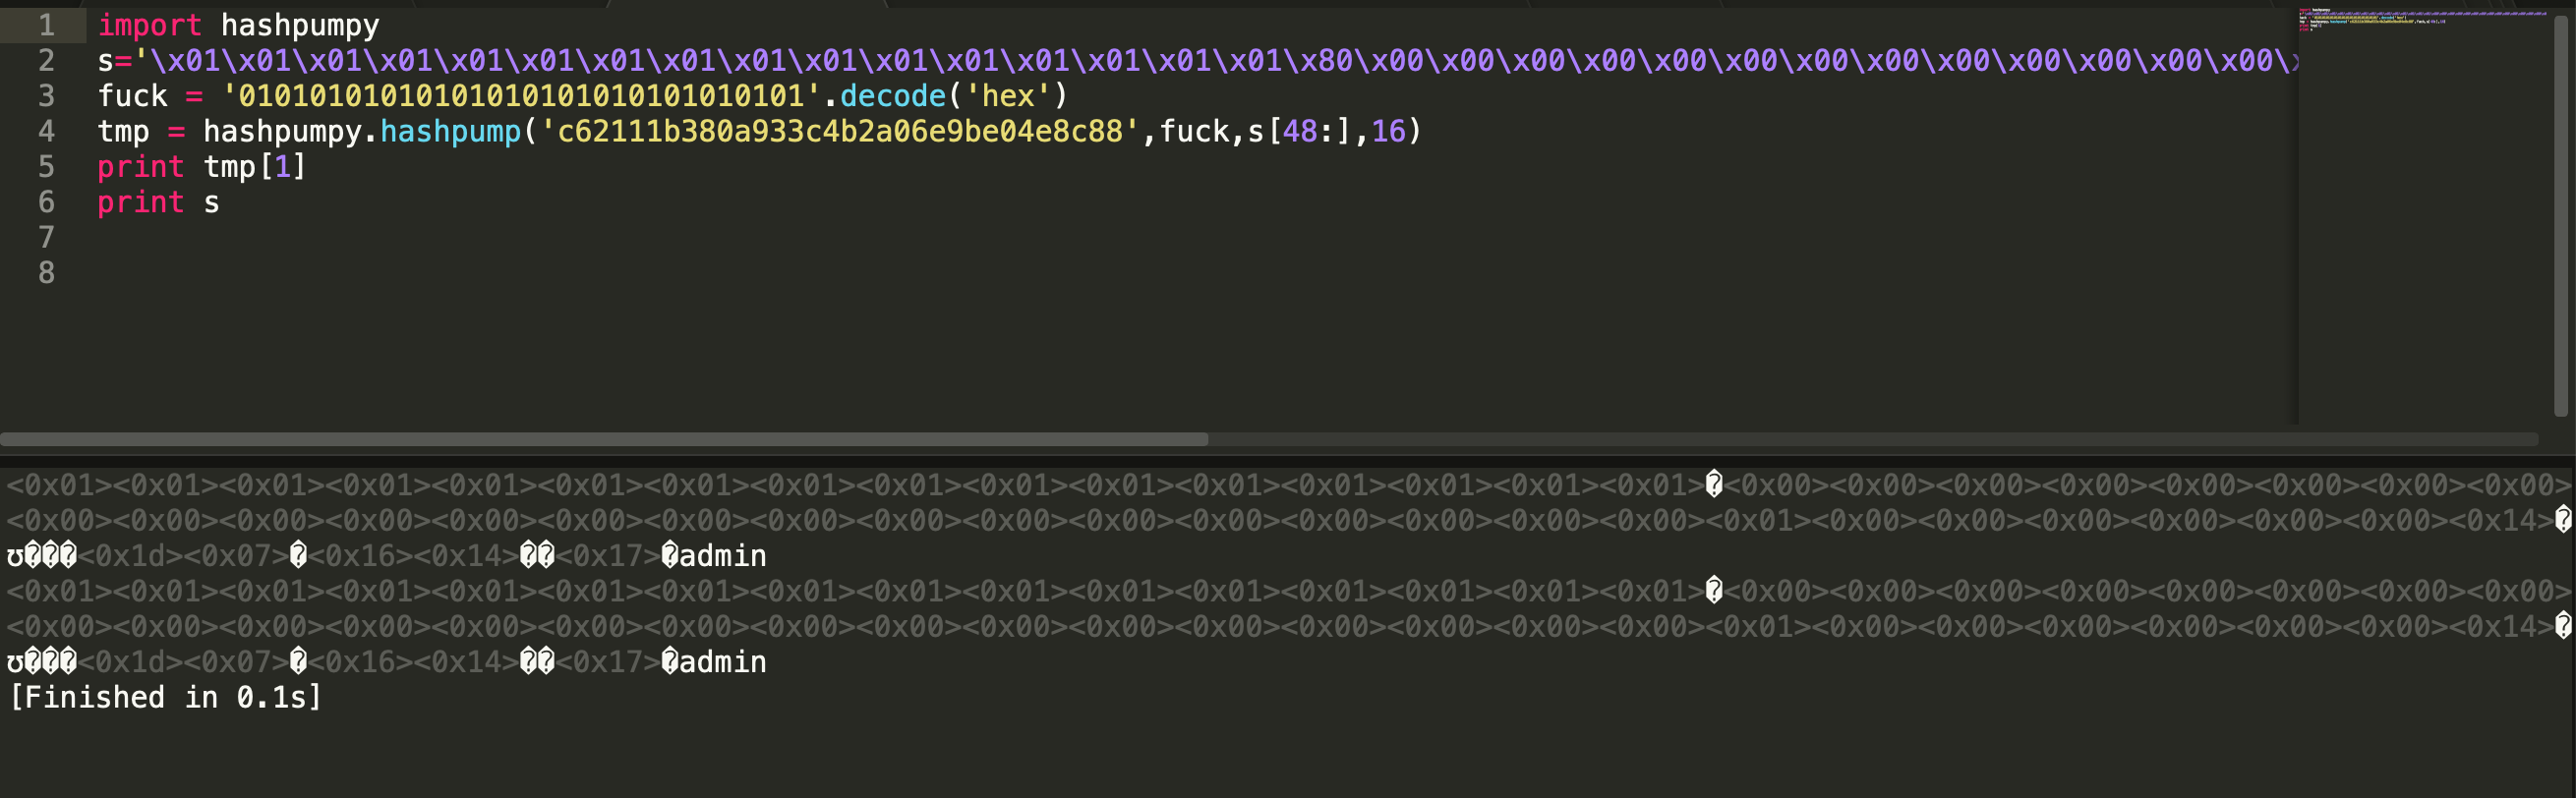 1 import hashpumpy
2 s='\x01\x01\x01\x01\x01\x01\x01\x01\x01\x01\x01\x01\x01\x01\x01\x01\x80\x00\x00\x00\x00\x00\x00\x00\x00\x00\x00\x00\x00\x00\x
3 fuck = '01010101010101010101010101010101'.decode('hex')
4 tmp = hashpumpy.hashpump('c62111b380a933c4b2a06e9be04e8c88',fuck,s[48:],16)
5 print tmp[1]
6 print s
7
8
<0x01><0x01><0x01><0x01><0x01><0x01><0x01><0x01><0x01><0x01><0x01><0x01><0x01><0x01><0x01><0x01>�<0x00><0x00><0x00><0x00><0x00><0x00><0x00><0x00>
<0x00><0x00><0x00><0x00><0x00><0x00><0x00><0x00><0x00><0x00><0x00><0x00><0x00><0x00><0x00><0x00><0x01><0x00><0x00><0x00><0x00><0x00><0x00><0x14>�
ʊ���<0x1d><0x07>�<0x16><0x14>��<0x17>�admin
<0x01><0x01><0x01><0x01><0x01><0x01><0x01><0x01><0x01><0x01><0x01><0x01><0x01><0x01><0x01><0x01>�<0x00><0x00><0x00><0x00><0x00><0x00><0x00><0x00>
<0x00><0x00><0x00><0x00><0x00><0x00><0x00><0x00><0x00><0x00><0x00><0x00><0x00><0x00><0x00><0x00><0x01><0x00><0x00><0x00><0x00><0x00><0x00><0x14>�
ʊ���<0x1d><0x07>�<0x16><0x14>��<0x17>�admin
[Finished in 0.1s]